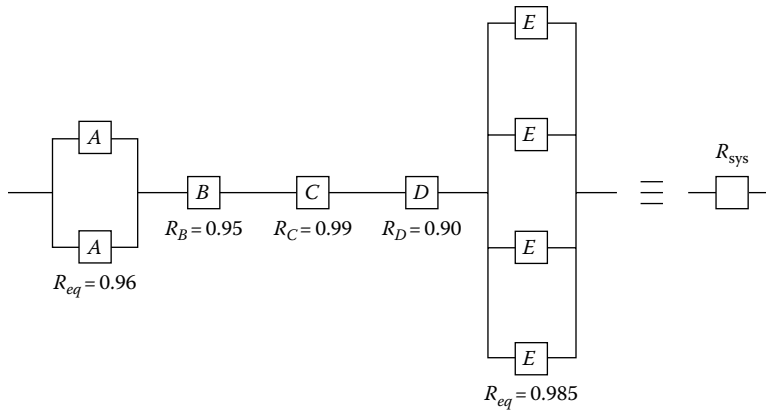 E
E
A
R_sys
B
C
D
R_B = 0.95
R_C = 0.99
R_D = 0.90
A
E
R_eq = 0.96
E
R_eq = 0.985